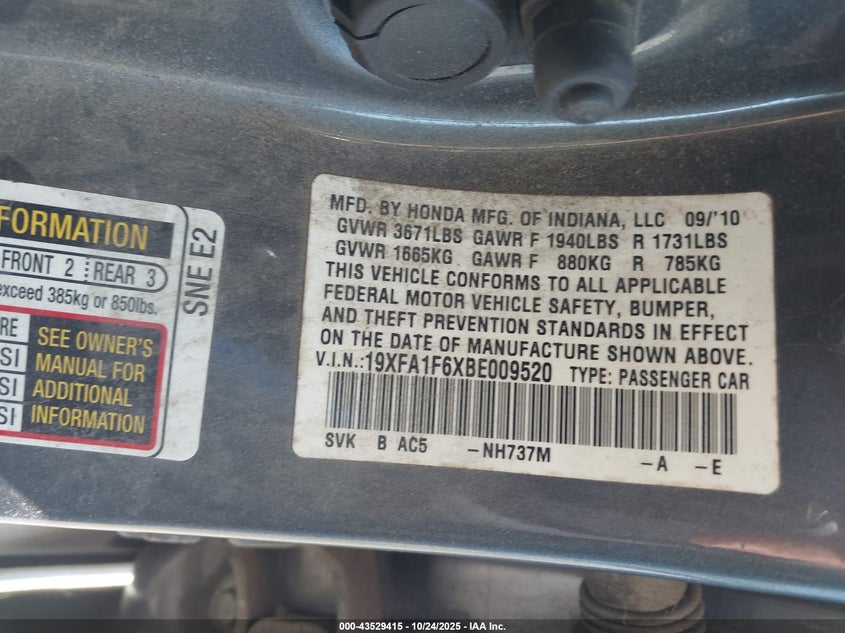 FORMATION
FRONT 2 REAR 3
exceed 385kg or 850lbs.
SEE OWNER'S
MANUAL FOR
ADDITIONAL
INFORMATION
SNE E2
MFD. BY HONDA MFG. OF INDIANA, LLC 09/'10
GVWR 3671LBS GAWR F 1940LBS R 1731LBS
GVWR 1665KG GAWR F 880KG R 785KG
THIS VEHICLE CONFORMS TO ALL APPLICABLE
FEDERAL MOTOR VEHICLE SAFETY, BUMPER,
AND THEFT PREVENTION STANDARDS IN EFFECT
ON THE DATE OF MANUFACTURE SHOWN ABOVE.
V.I.N.:19XFA1F6XBE009520 TYPE: PASSENGER CAR
SVK B AC5 -NH737M -A -E
000-43529415 - 10/24/2025 - IAA Inc.